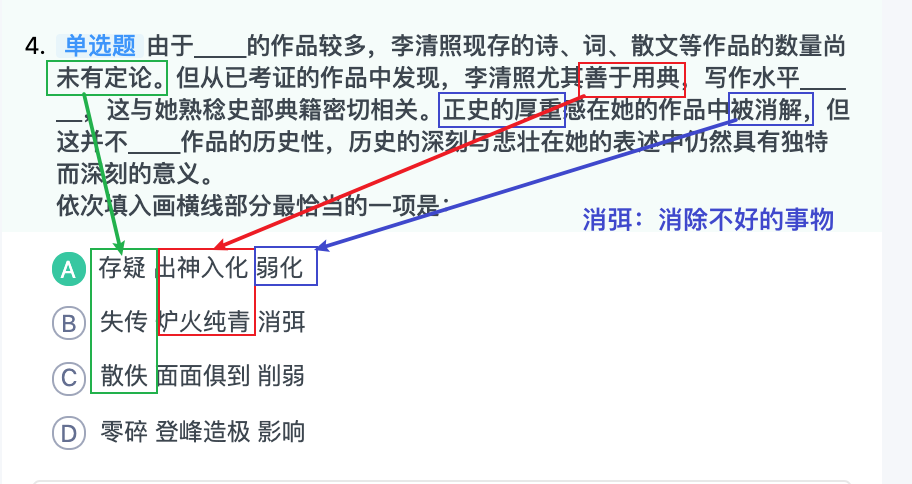 4. 单选题 由于____的作品较多，李清照现存的诗、词、散文等作品的数量尚
未有定论。但从已考证的作品中发现，李清照尤其善于用典，写作水平____
__，这与她熟稔史部典籍密切相关。正史的厚重感在她的作品中被消解，但
这并不____作品的历史性，历史的深刻与悲壮在她的表述中仍然具有独特
而深刻的意义。
依次填入画横线部分最恰当的一项是：
消弭：消除不好的事物
A 存疑 出神入化 弱化
B 失传 炉火纯青 消弭
C 散佚 面面俱到 削弱
D 零碎 登峰造极 影响